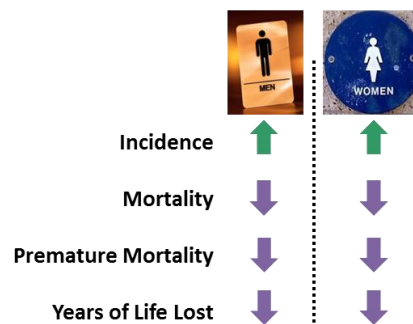 MEN
WOMEN
Incidence
Mortality
Premature Mortality
Years of Life Lost